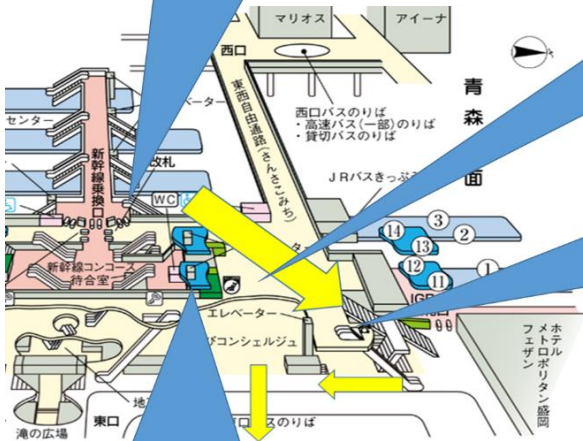 マリオス
アイーナ
西口
青
森
面
東西自由通路(さんさこみち)
西口バスのりば
・高速バス(一部)のりば
・貸切バスのりば
センター
改札
新幹線乗換口
WC
JRバスきっぷ
14
13
12
11
3
2
1
新幹線コンコース
待合室
エレベーター
びコンシェルジュ
IGR
ホテル
メトロポリタン盛岡
フェザン
滝の広場
東口
バスのりば